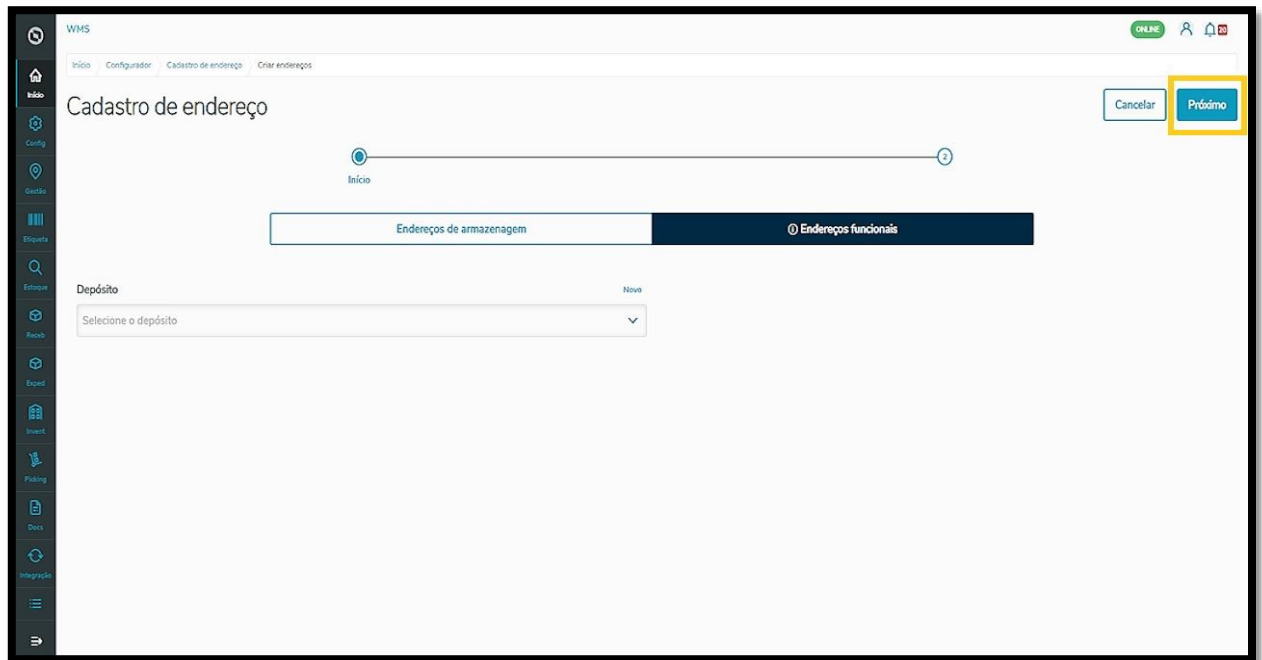 WMS
ONLINE
20
Início / Configurador / Cadastro de endereço / Criar endereços
Cadastro de endereço
Cancelar
Próximo
2
Início
Endereços de armazenagem
Endereços funcionais
Depósito
Novo
Selecione o depósito
Início
Config
Gestão
Etiqueta
Estoque
Receb
Exped
Invent.
Picking
Docs
Integração